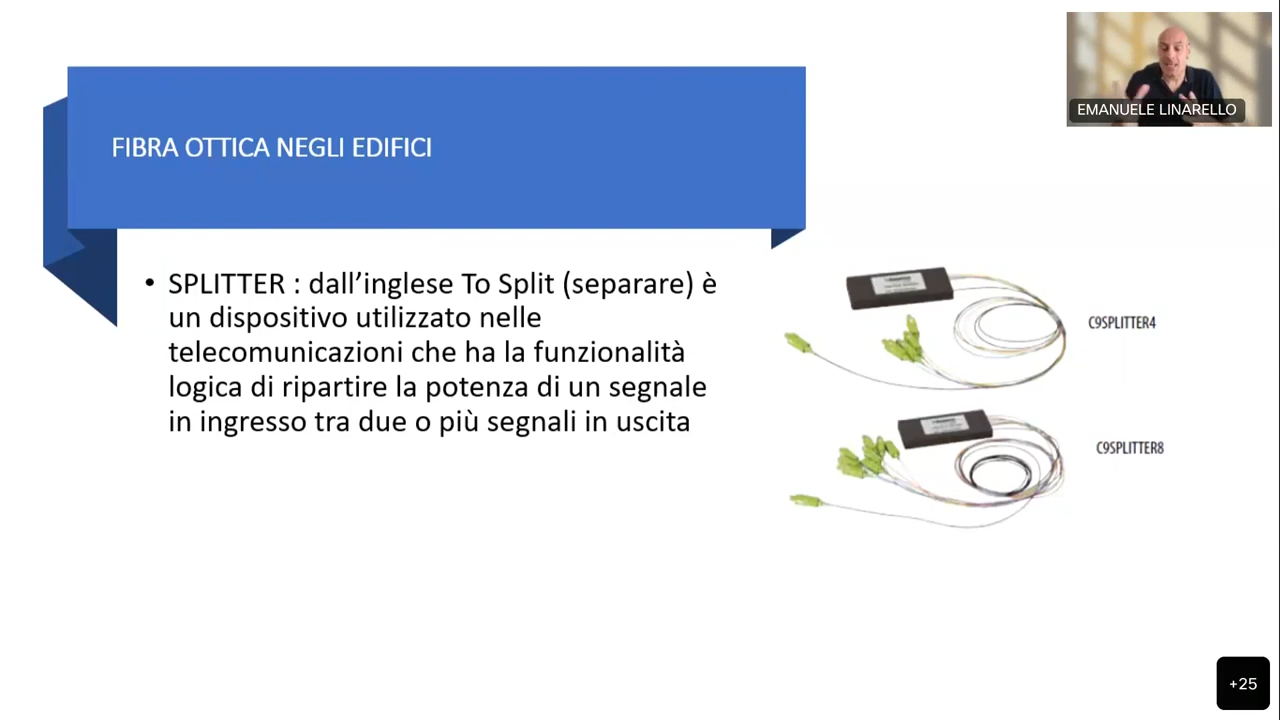 EMANUELE LINARELLO
FIBRA OTTICA NEGLI EDIFICI
• SPLITTER : dall’inglese To Split (separare) è
un dispositivo utilizzato nelle
telecomunicazioni che ha la funzionalità
logica di ripartire la potenza di un segnale
in ingresso tra due o più segnali in uscita
C9SPLITTER4
C9SPLITTER8
+25